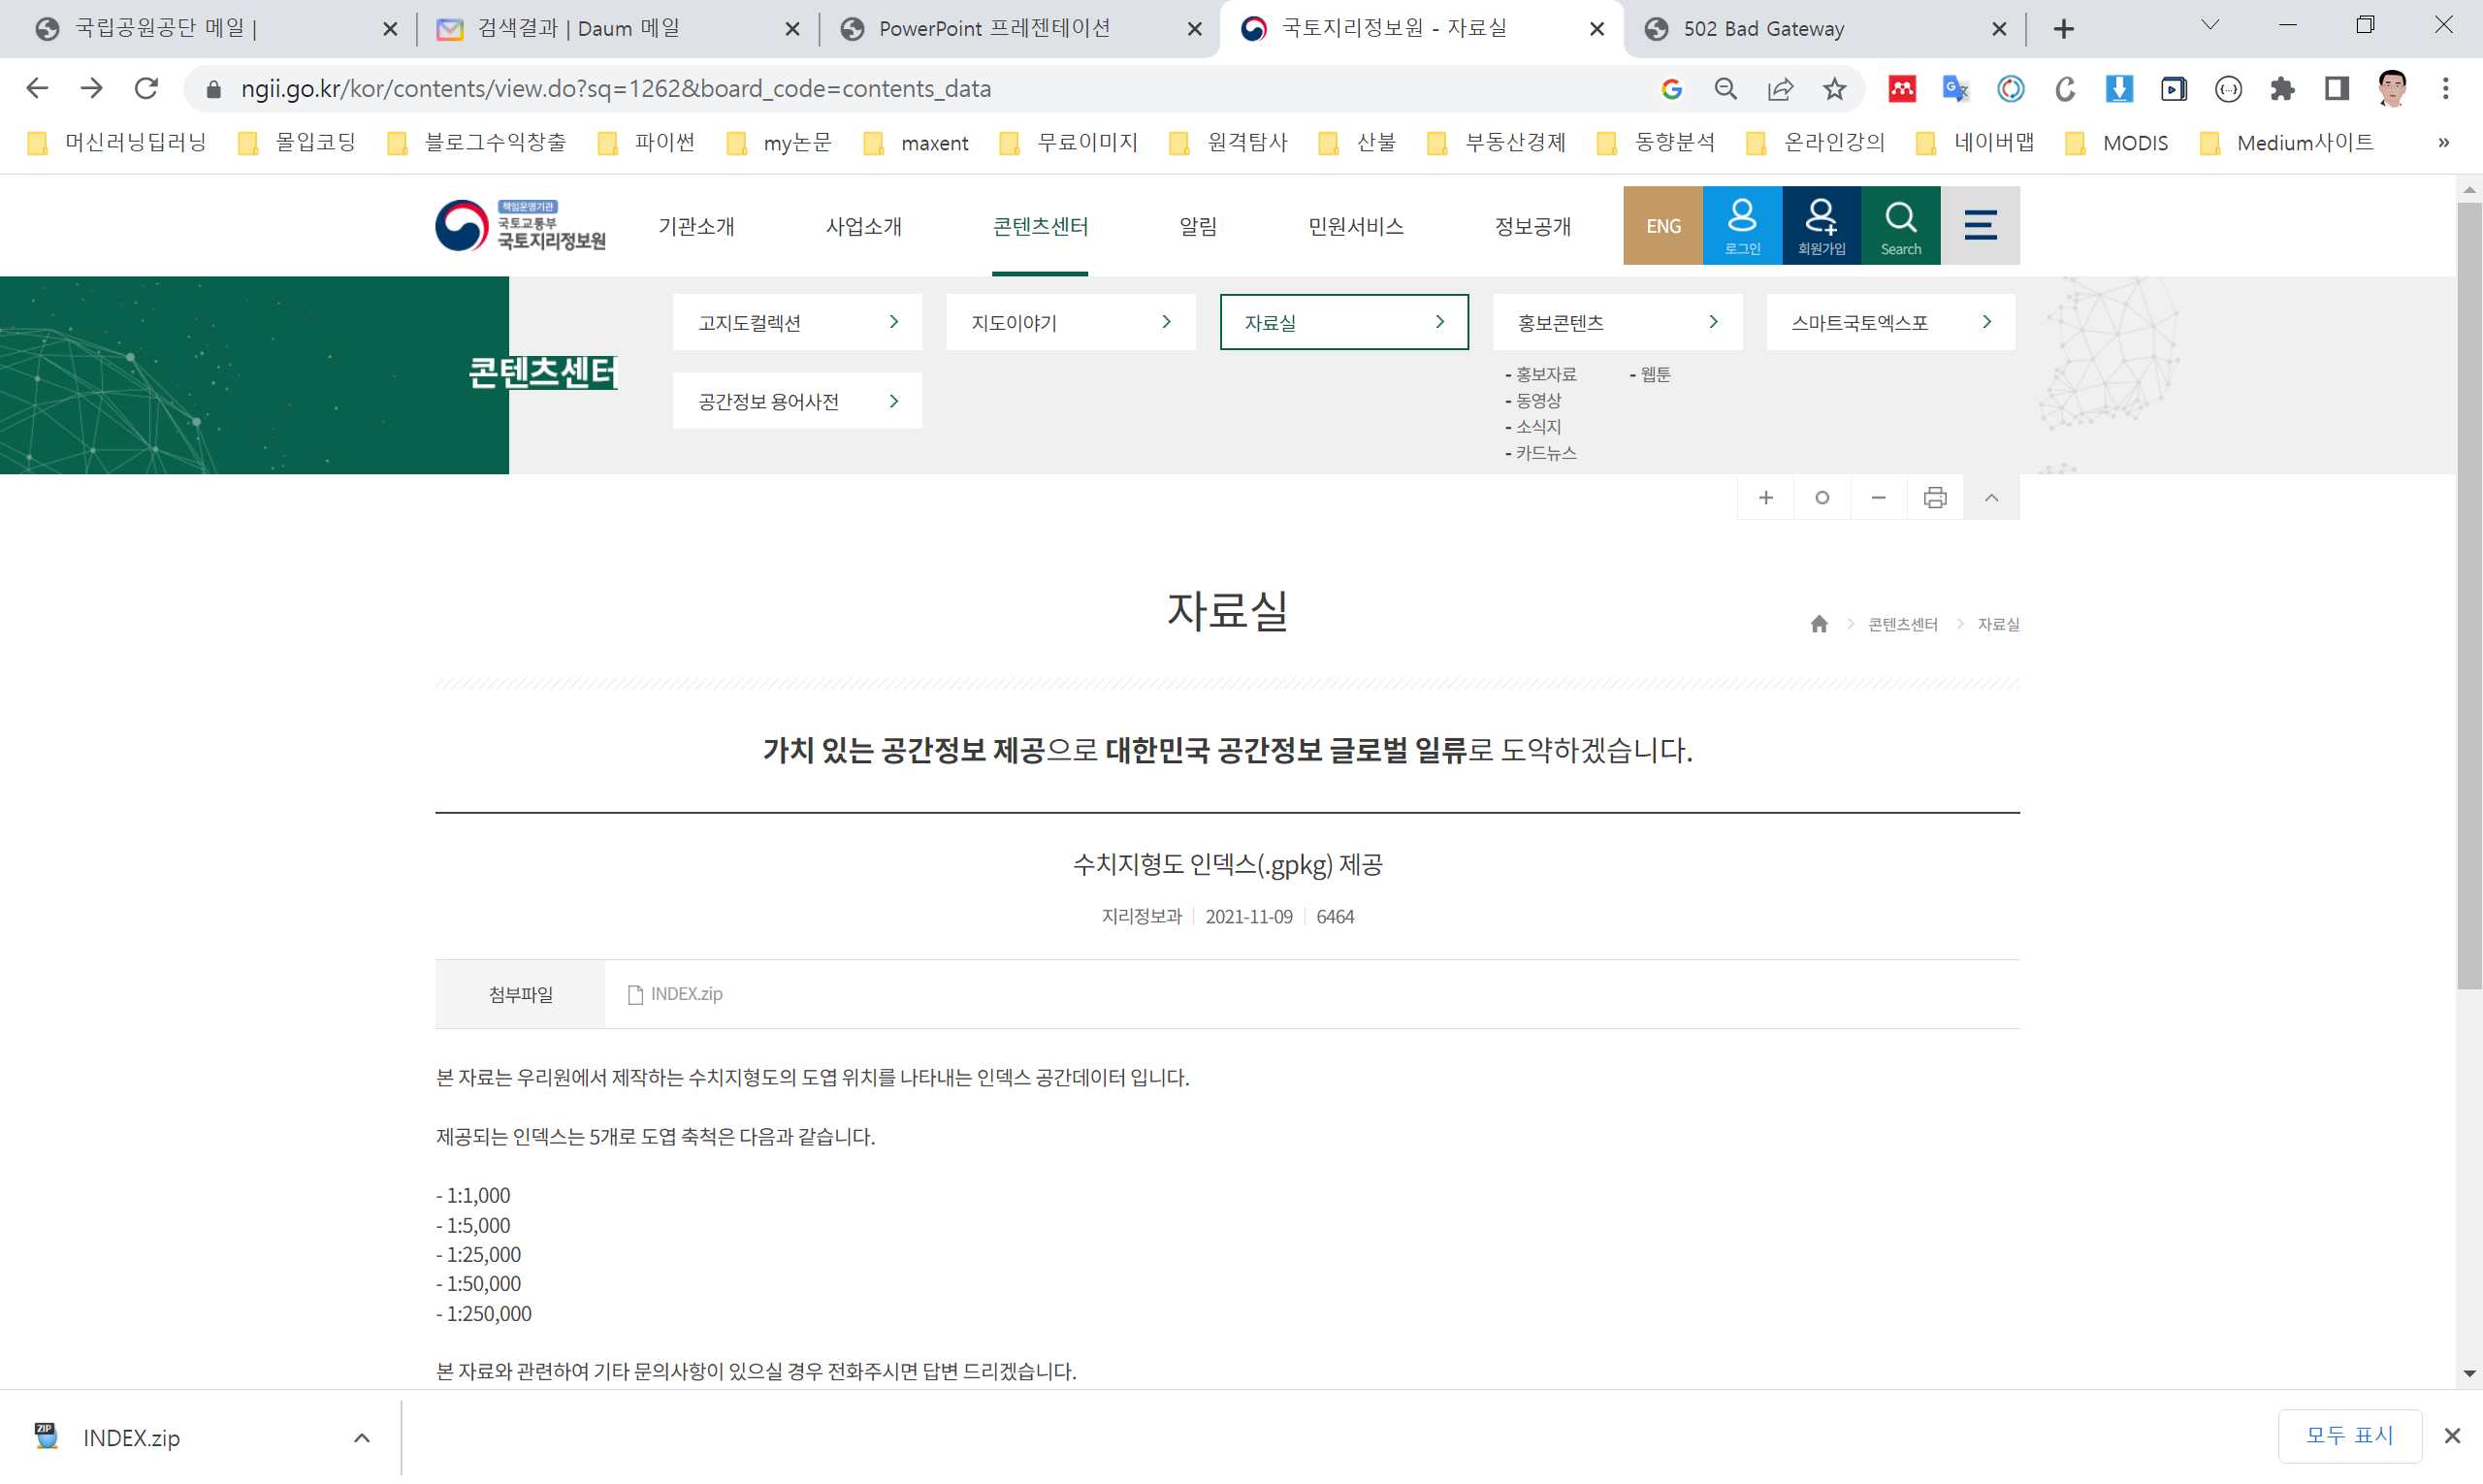 국립공원공단 메일 |
검색결과 | Daum 메일
PowerPoint 프레젠테이션
국토지리정보원 - 자료실
502 Bad Gateway
ngii.go.kr/kor/contents/view.do?sq=1262&board_code=contents_data
머신러닝딥러닝
몰입코딩
블로그수익창출
파이썬
my논문
maxent
무료이미지
원격탐사
산불
부동산경제
동향분석
온라인강의
네이버맵
MODIS
Medium사이트
»
책임운영기관
국토교통부
국토지리정보원
기관소개
사업소개
콘텐츠센터
알림
민원서비스
정보공개
ENG
로그인
회원가입
Search
콘텐츠센터
고지도컬렉션
지도이야기
자료실
홍보콘텐츠
스마트국토엑스포
공간정보 용어사전
- 홍보자료
- 웹툰
- 동영상
- 소식지
- 카드뉴스
자료실
콘텐츠센터
자료실
가치 있는 공간정보 제공으로 대한민국 공간정보 글로벌 일류로 도약하겠습니다.
수치지형도 인덱스(.gpkg) 제공
지리정보과 2021-11-09 6464
첨부파일
INDEX.zip
본 자료는 우리원에서 제작하는 수치지형도의 도엽 위치를 나타내는 인덱스 공간데이터 입니다.
제공되는 인덱스는 5개로 도엽 축척은 다음과 같습니다.
- 1:1,000
- 1:5,000
- 1:25,000
- 1:50,000
- 1:250,000
본 자료와 관련하여 기타 문의사항이 있으실 경우 전화주시면 답변 드리겠습니다.
ZIP
INDEX.zip
모두 표시